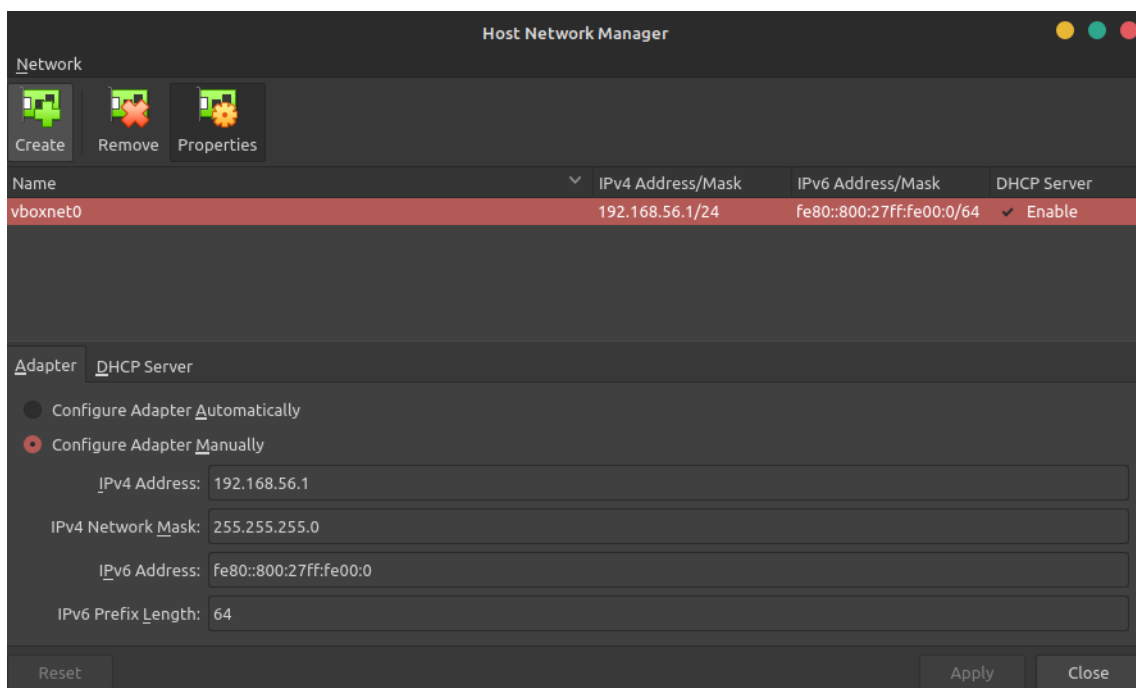 Host Network Manager
Network
Create Remove Properties
Name IPv4 Address/Mask IPv6 Address/Mask DHCP Server
vboxnet0 192.168.56.1/24 fe80::800:27ff:fe00:0/64 Enable
Adapter DHCP Server
Configure Adapter Automatically
Configure Adapter Manually
IPv4 Address: 192.168.56.1
IPv4 Network Mask: 255.255.255.0
IPv6 Address: fe80::800:27ff:fe00:0
IPv6 Prefix Length: 64
Reset Apply Close